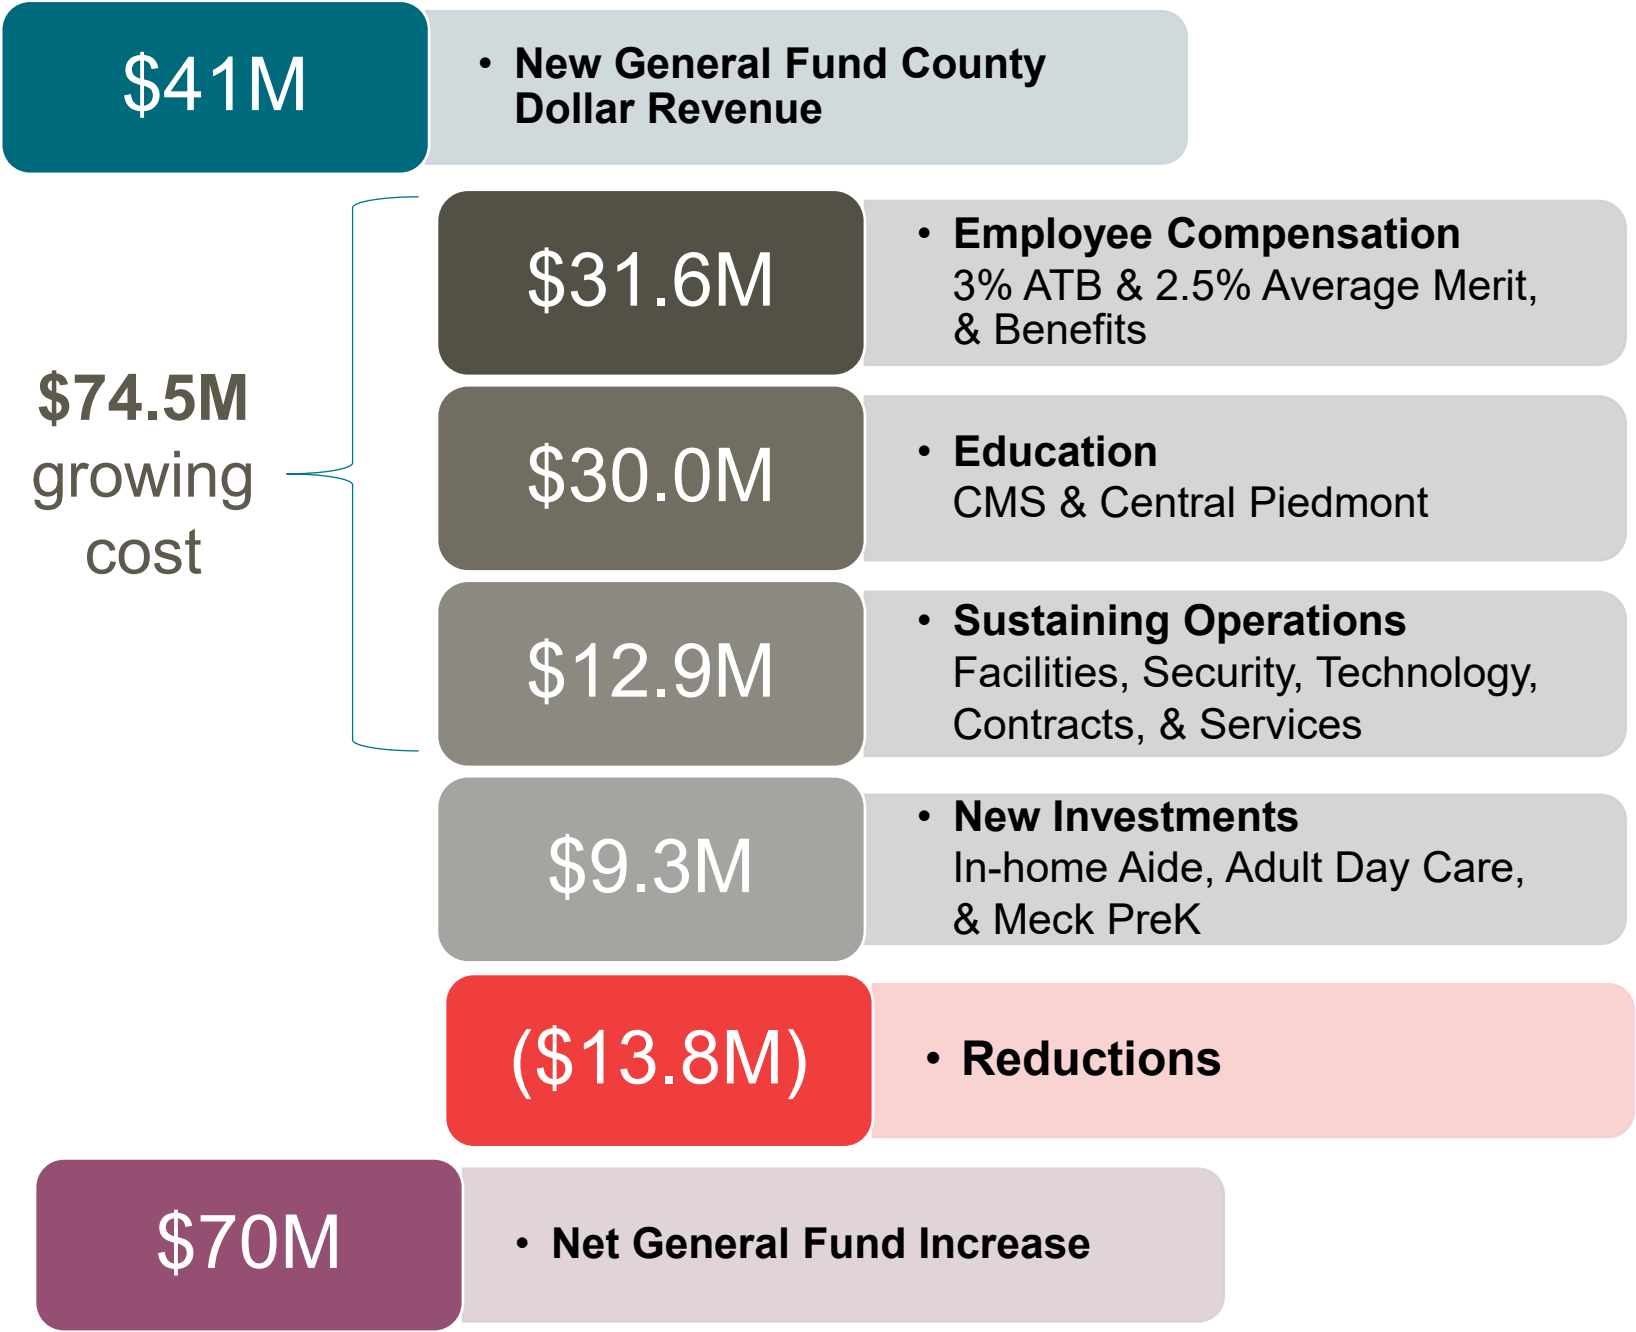 $41M
• New General Fund County
Dollar Revenue
$74.5M
growing
cost
$31.6M
• Employee Compensation
3% ATB & 2.5% Average Merit,
& Benefits
$30.0M
• Education
CMS & Central Piedmont
$12.9M
• Sustaining Operations
Facilities, Security, Technology,
Contracts, & Services
$9.3M
• New Investments
In-home Aide, Adult Day Care,
& Meck PreK
($13.8M)
• Reductions
$70M
• Net General Fund Increase